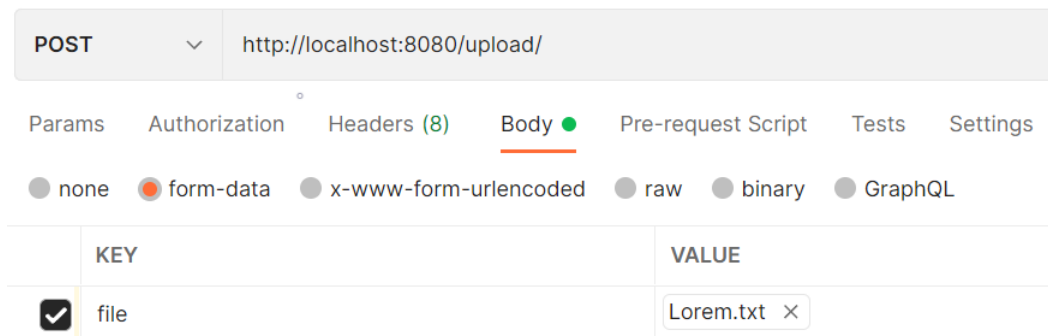 POST http://localhost:8080/upload/
Params Authorization Headers (8) Body Pre-request Script Tests Settings
none form-data x-www-form-urlencoded raw binary GraphQL
KEY VALUE
file Lorem.txt